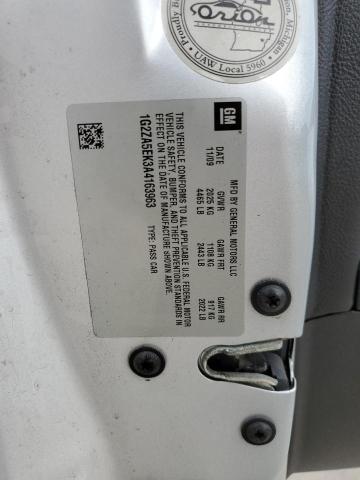 Orion
Michigan
Proudly
UAW Local 5960
GM
MFD BY GENERAL MOTORS LLC
DATE GVWR GAWR FRT GAWR RR
11/09 2025 KG 1108 KG 917 KG
4465 LB 2443 LB 2022 LB
THIS VEHICLE CONFORMS TO ALL APPLICABLE U.S. FEDERAL MOTOR
VEHICLE SAFETY, BUMPER, AND THEFT PREVENTION STANDARDS IN
EFFECT ON THE DATE OF MANUFACTURE SHOWN ABOVE.
1G2ZA5EK3A4163963 TYPE: PASS CAR